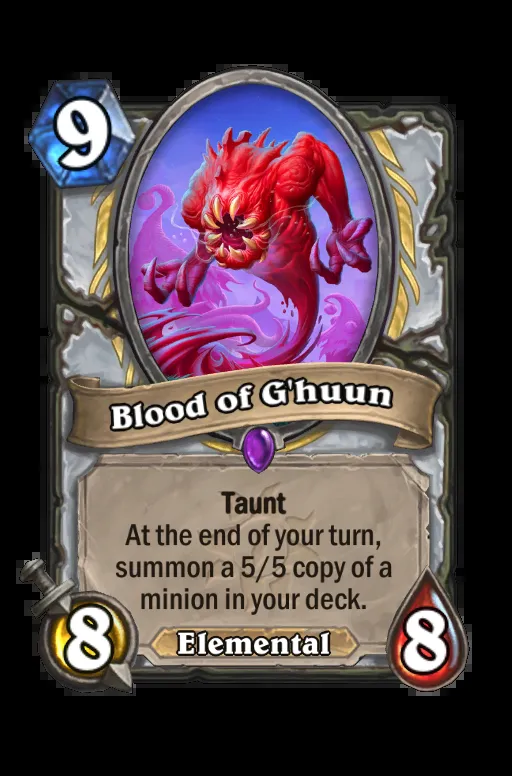 9
Blood of G'huun
Taunt
At the end of your turn,
summon a 5/5 copy of a
minion in your deck.
8
Elemental
8